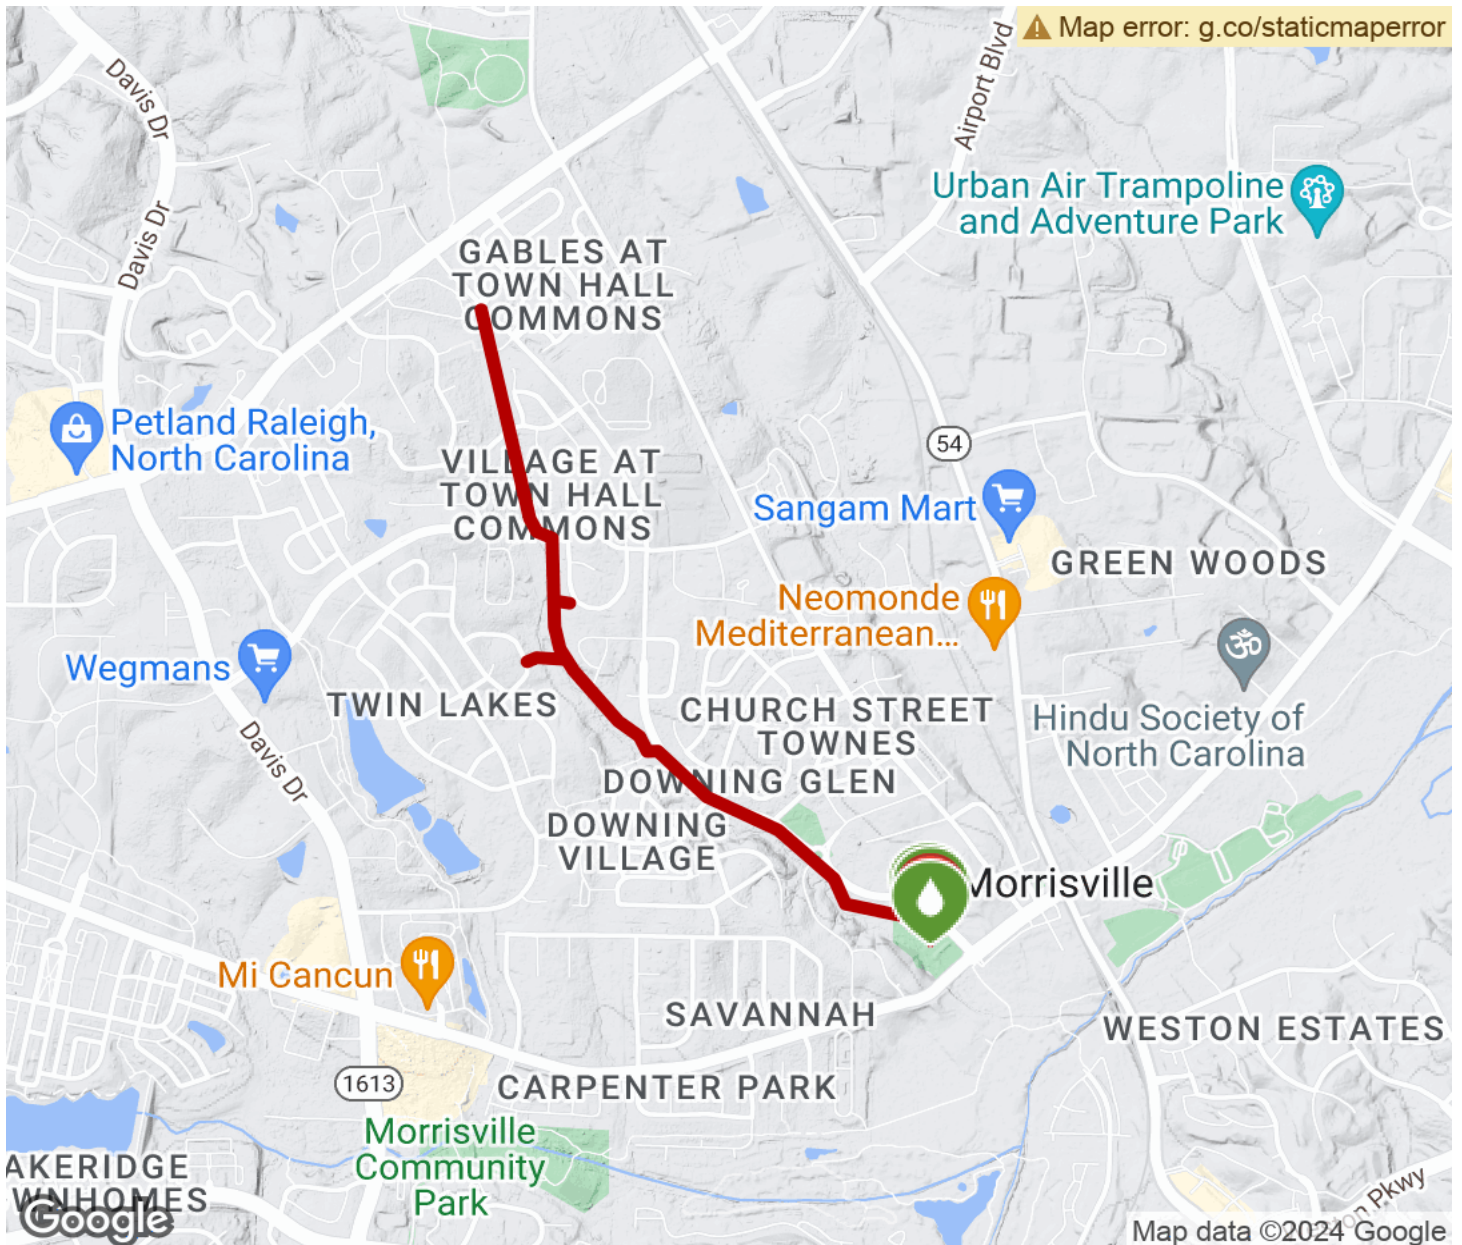 Map error: g.co/staticmaperror
Davis Dr
Airport Blvd
Urban Air Trampoline
and Adventure Park
Davis Dr
GABLES AT
TOWN HALL
COMMONS
Petland Raleigh,
North Carolina
54
VILLAGE AT
TOWN HALL
COMMONS
Sangam Mart
GREEN WOODS
Neomonde
Mediterranean...
Wegmans
TWIN LAKES
CHURCH STREET
TOWNES
Hindu Society of
North Carolina
Davis Dr
DOWNING GLEN
DOWNING
VILLAGE
Morrisville
Mi Cancun
SAVANNAH
WESTON ESTATES
1613
CARPENTER PARK
Morrisville
Community
Park
AKERIDGE
WNHOMES
Pkwy
Google
Map data ©2024 Google